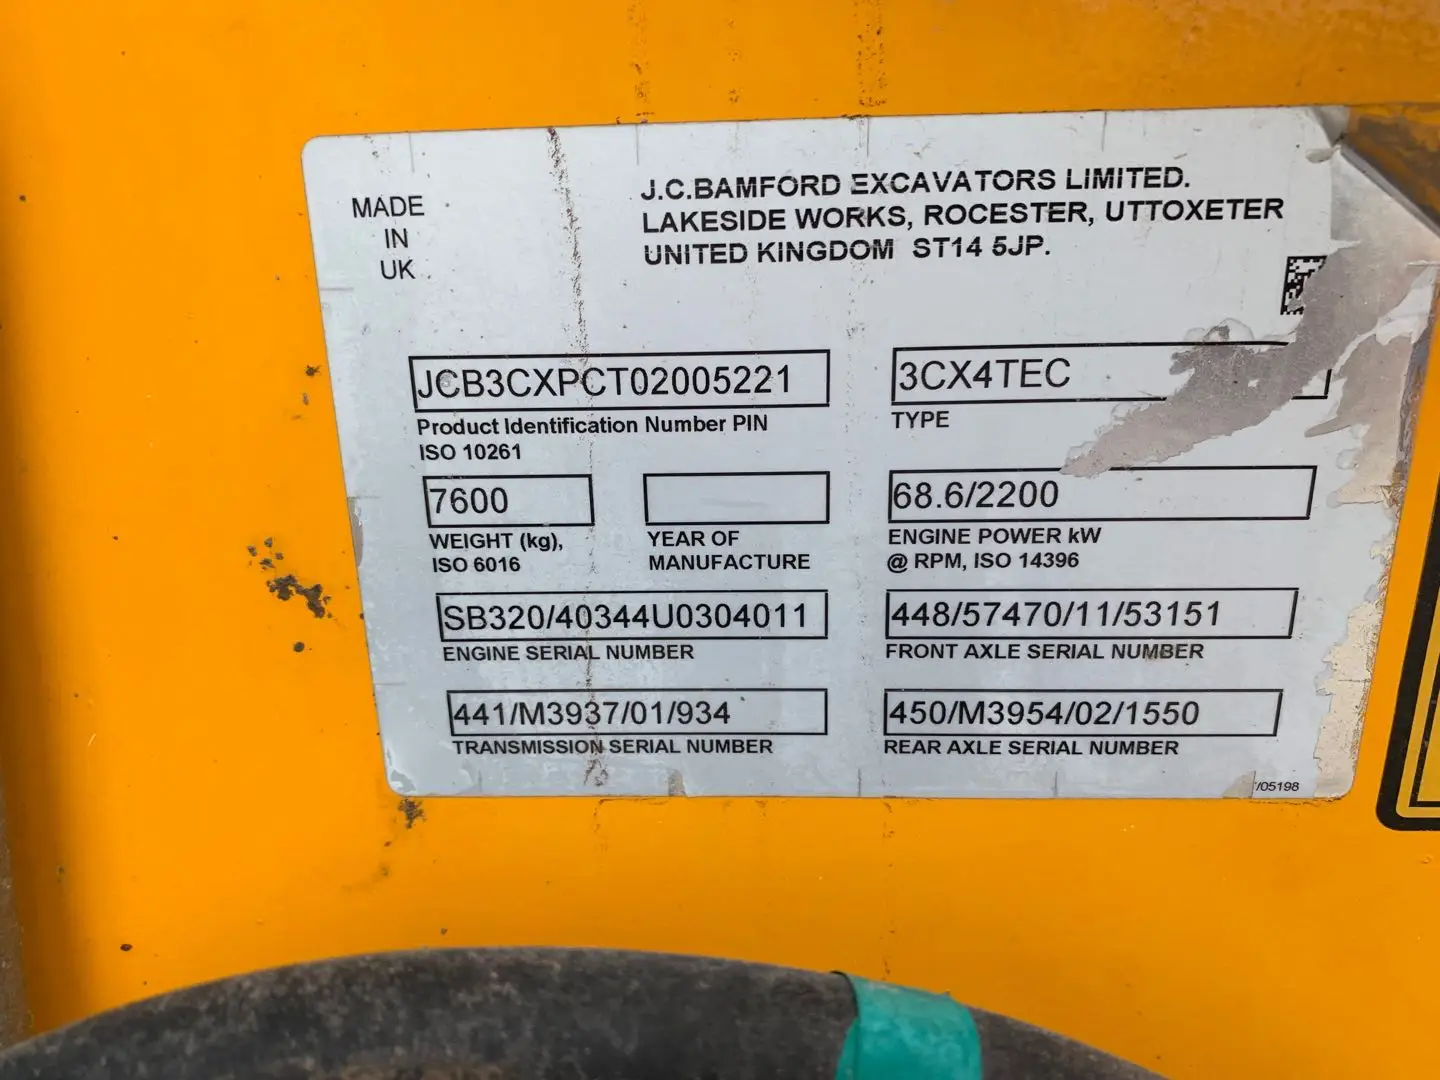 MADE
IN
UK
J.C.BAMFORD EXCAVATORS LIMITED.
LAKESIDE WORKS, ROCESTER, UTTOXETER
UNITED KINGDOM ST14 5JP.
JCB3CXPCT02005221
Product Identification Number PIN
ISO 10261
3CX4TEC
TYPE
7600
WEIGHT (kg),
ISO 6016
YEAR OF
MANUFACTURE
68.6/2200
ENGINE POWER kW
@ RPM, ISO 14396
SB320/40344U0304011
ENGINE SERIAL NUMBER
448/57470/11/53151
FRONT AXLE SERIAL NUMBER
441/M3937/01/934
TRANSMISSION SERIAL NUMBER
450/M3954/02/1550
REAR AXLE SERIAL NUMBER
/05198